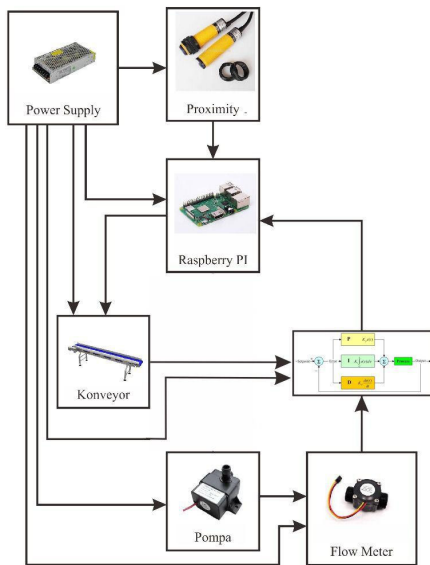 Power Supply
Proximity .
Raspberry PI
Konveyor
P
I
D
Σ
Σ
Pompa
Flow Meter